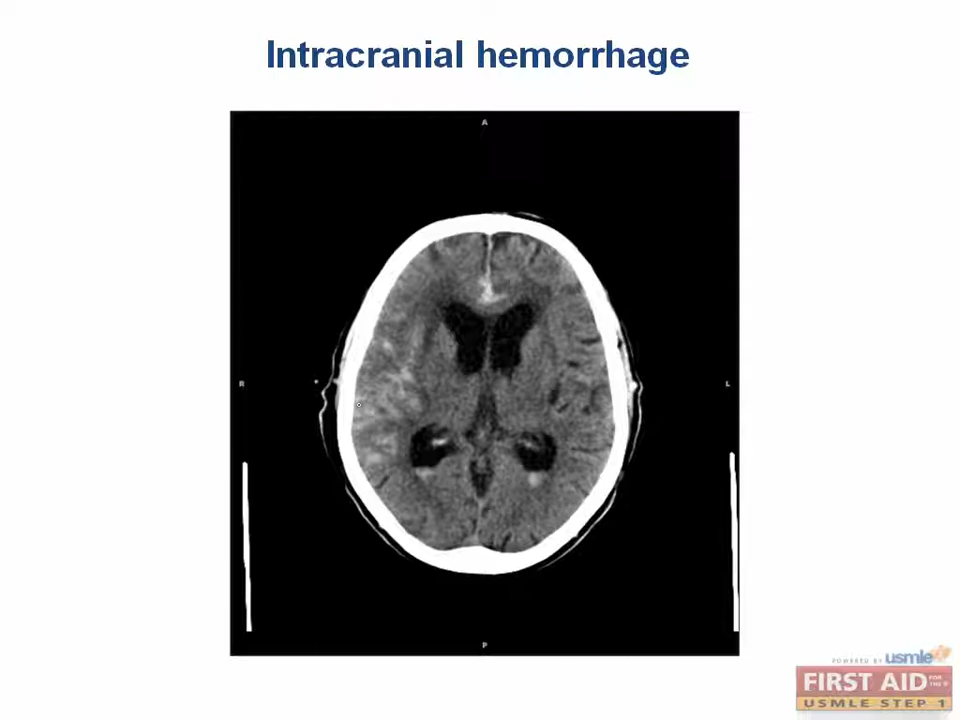 Intracranial hemorrhage
A
R
L
P
POWERED BY usmle
FIRST AID FOR THE®
USMLE STEP 1